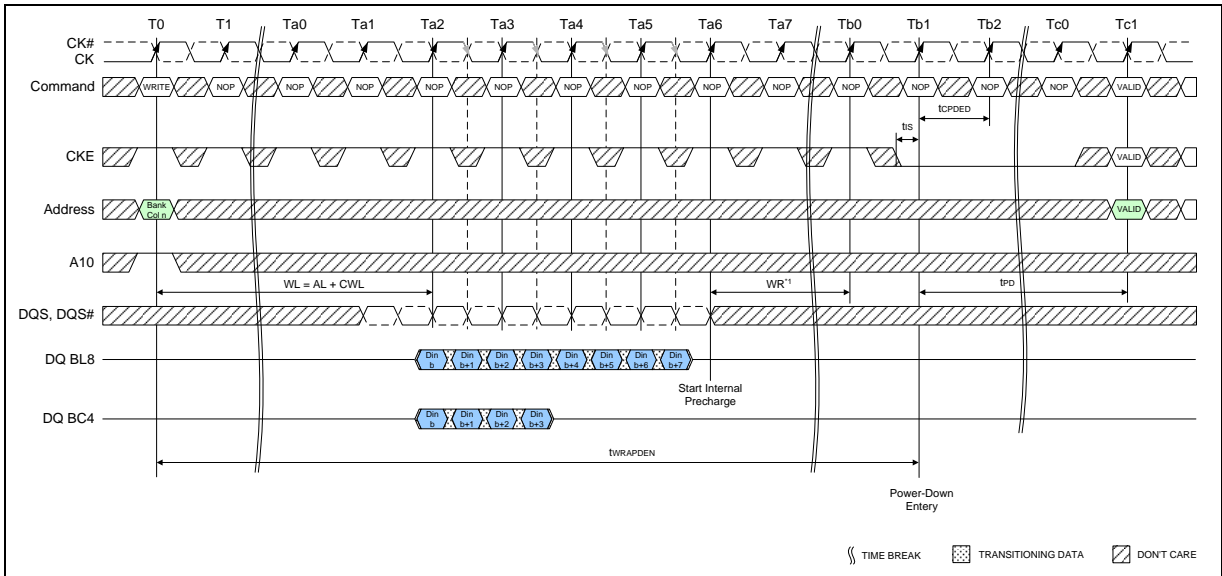 T0 T1 Ta0 Ta1 Ta2 Ta3 Ta4 Ta5 Ta6 Ta7 Tb0 Tb1 Tb2 Tc0 Tc1
CK#
CK
Command WRITE NOP NOP NOP NOP NOP NOP NOP NOP NOP NOP NOP NOP NOP VALID
tCPDED
tIS
CKE VALID
Address Bank Col n VALID
A10
WL = AL + CWL WR*1 tPD
DQS, DQS#
DQ BL8 Din b Din b+1 Din b+2 Din b+3 Din b+4 Din b+5 Din b+6 Din b+7
Start Internal
Precharge
DQ BC4 Din b Din b+1 Din b+2 Din b+3
tWRAPDEN
Power-Down
Entery
TIME BREAK TRANSITIONING DATA DON'T CARE